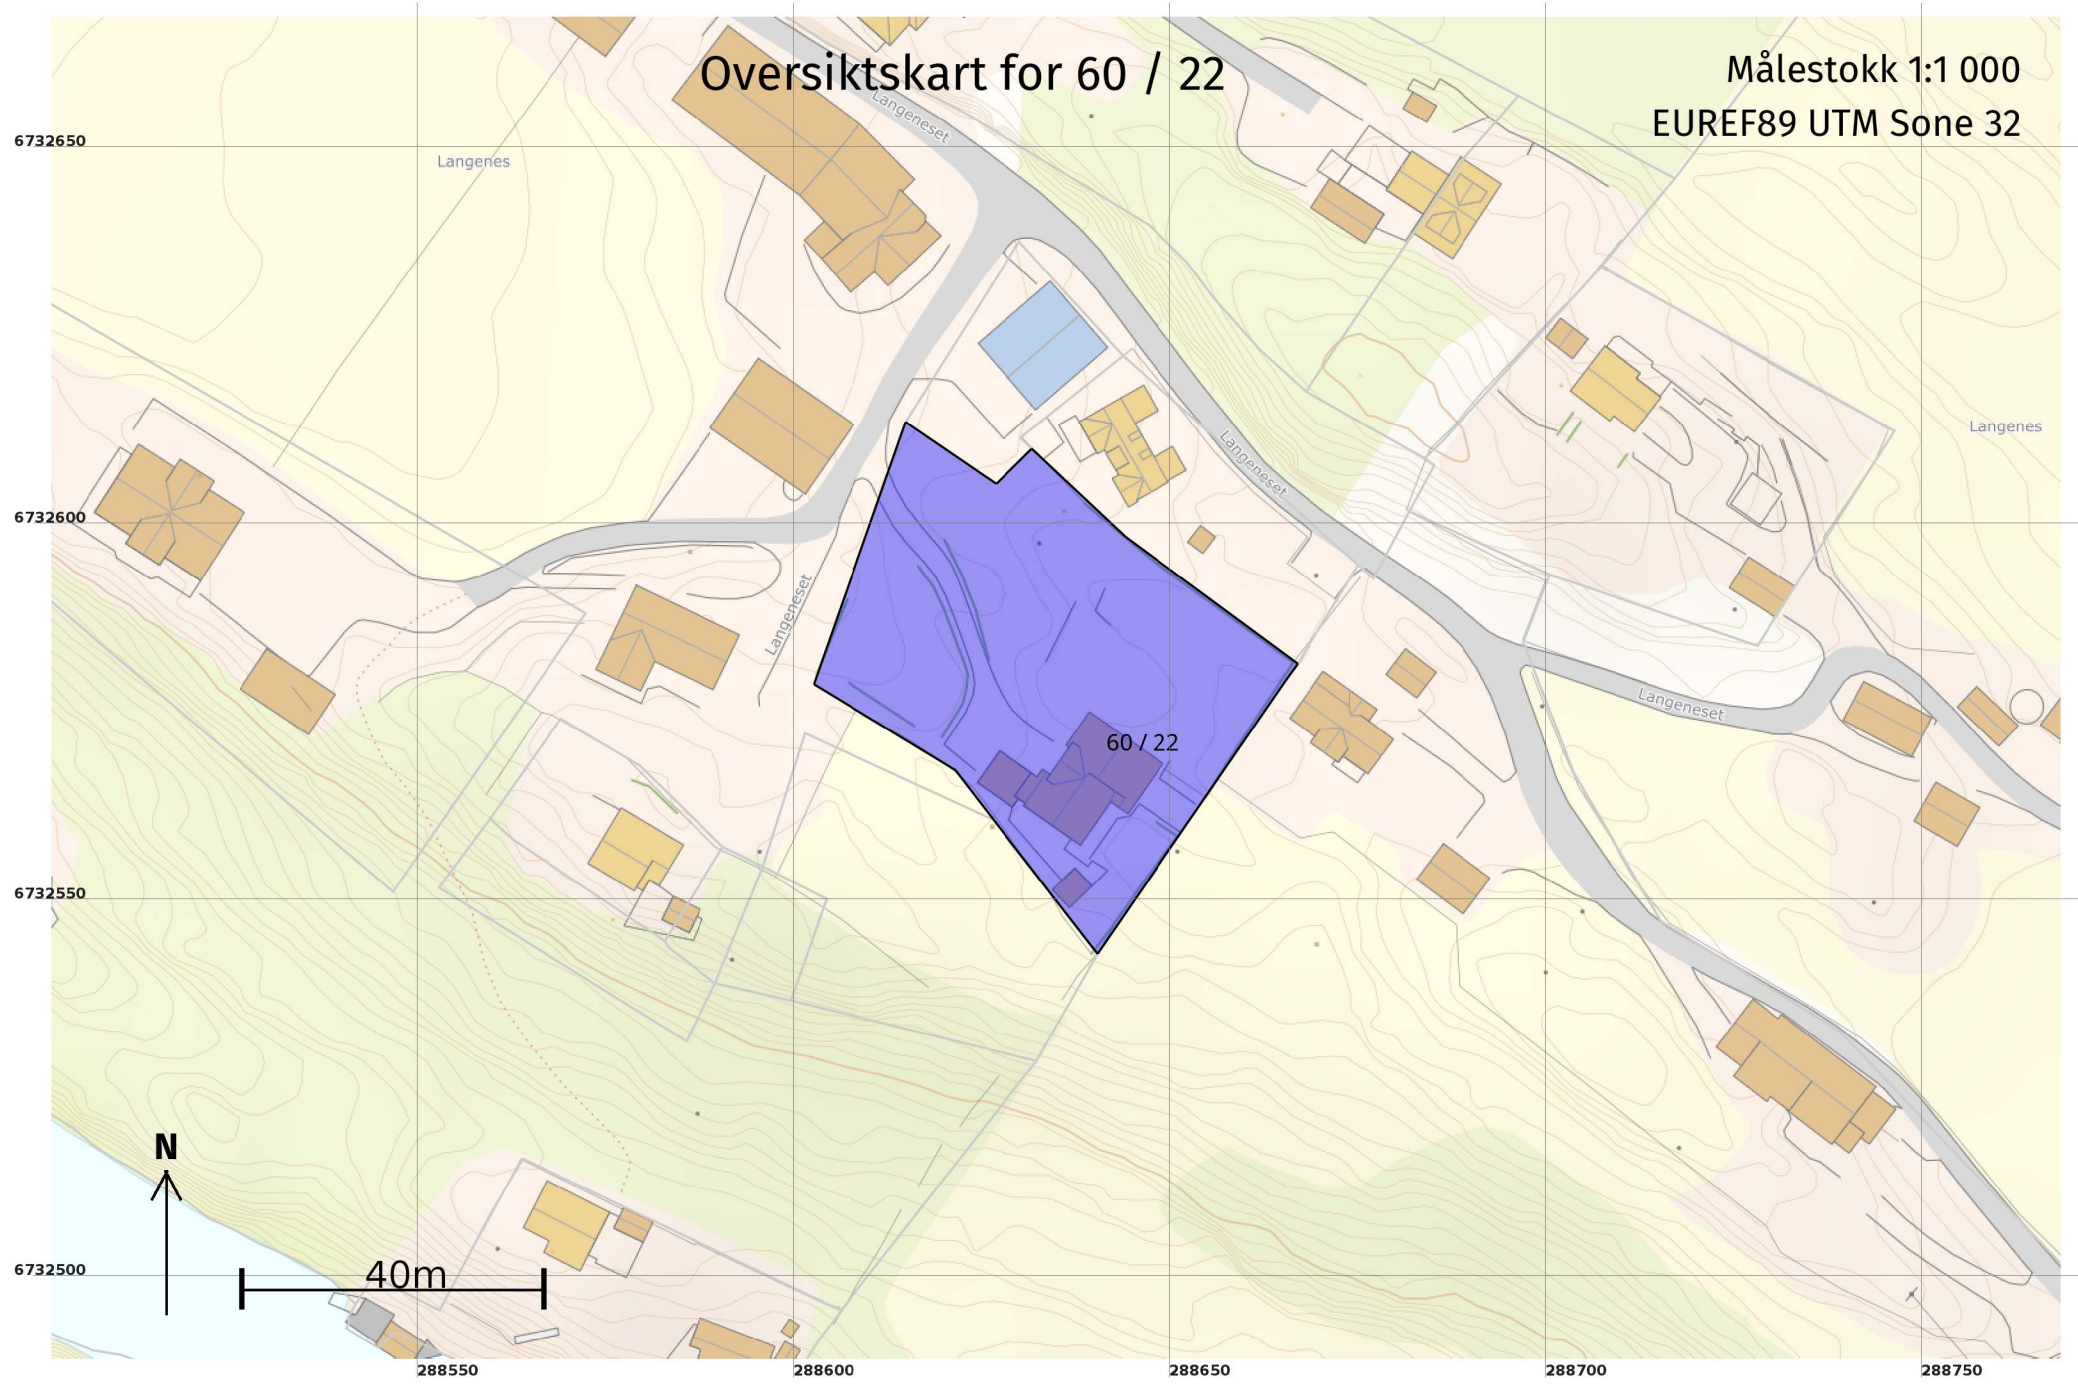 Oversiktskart for 60 / 22
Målestokk 1:1 000
EUREF89 UTM Sone 32
Langeneset
6732650
Langenes
Langenes
Langeneset
6732600
Langeneset
Langeneset
60 / 22
6732550
N
40m
6732500
288550
288600
288650
288700
288750